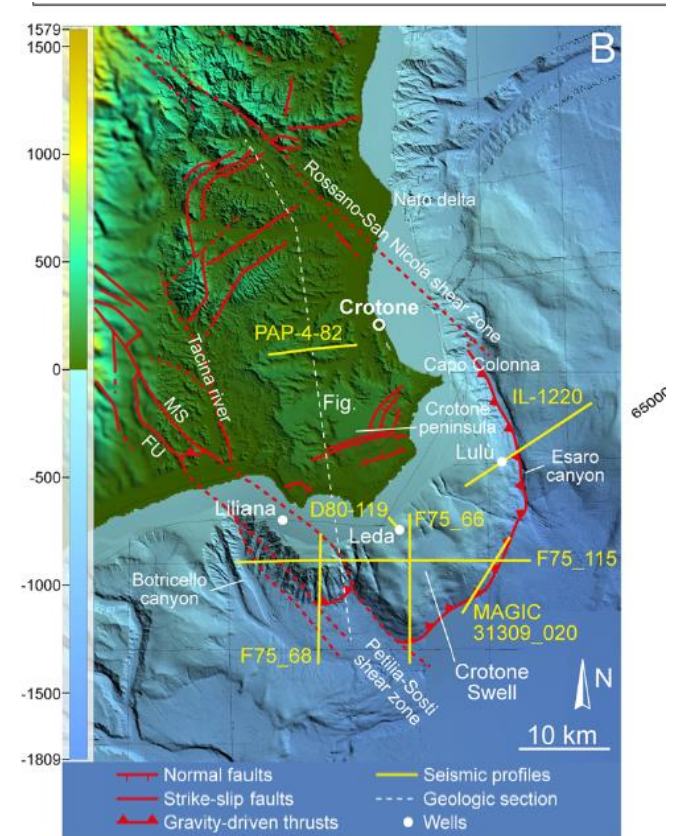 1579
1500
1000
500
0
-500
-1000
-1500
-1809
B
Neto delta
Rossano-San Nicola shear zone
Crotone
PAP-4-82
Capo Colonna
Tacina river
MS
FU
Fig.
Crotone
peninsula
IL-1220
65000
Lulù
Esaro
canyon
Liliana
D80-119
Leda
F75_66
F75_115
Botricello
canyon
MAGIC
31309_020
F75_68
Petilia-Sosti
shear zone
Crotone
Swell
N
10 km
Normal faults
Strike-slip faults
Gravity-driven thrusts
Seismic profiles
Geologic section
Wells